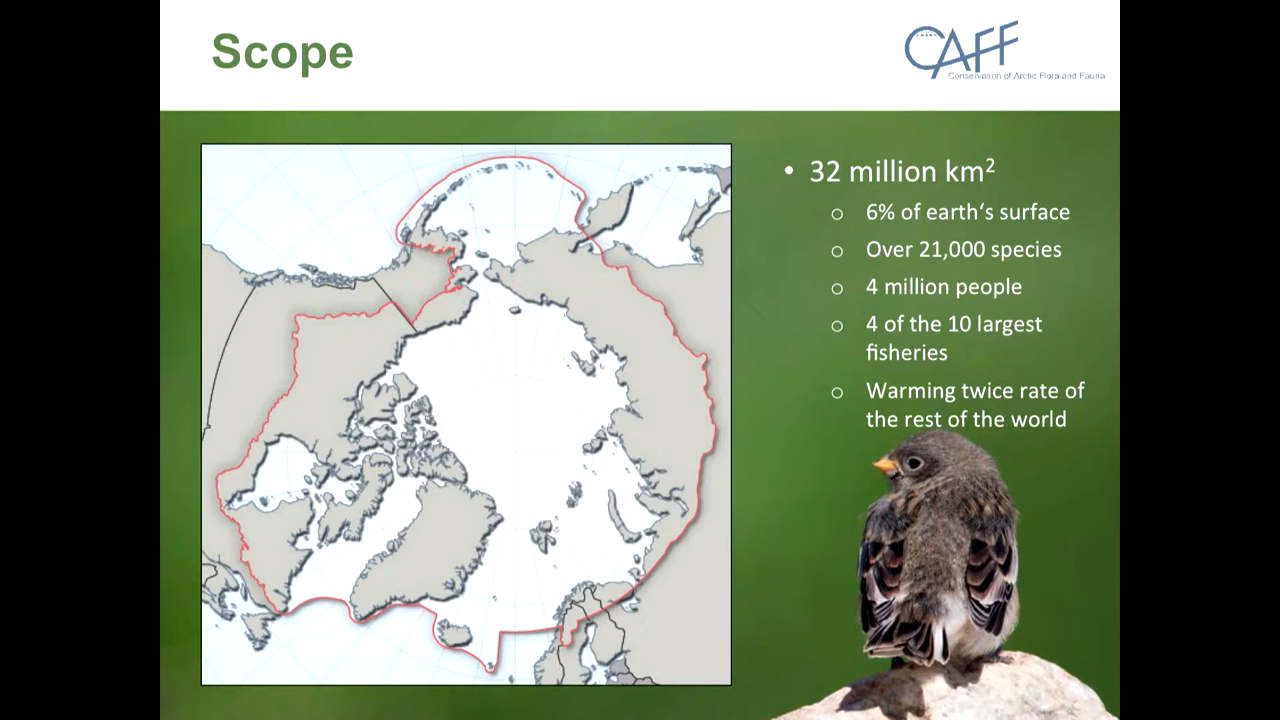 Scope
CAFF
Conservation of Arctic Flora and Fauna
• 32 million km²
o 6% of earth‘s surface
o Over 21,000 species
o 4 million people
o 4 of the 10 largest
fisheries
o Warming twice rate of
the rest of the world